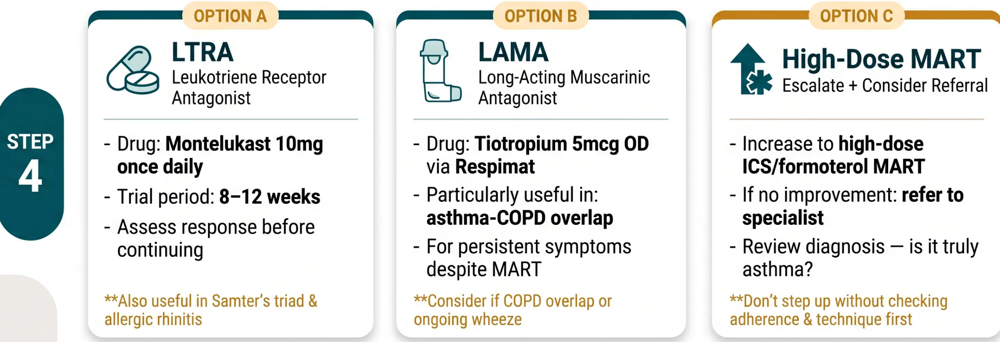 STEP
4
OPTION A
LTRA
Leukotriene Receptor
Antagonist
- Drug: Montelukast 10mg
once daily
- Trial period: 8–12 weeks
- Assess response before
continuing
**Also useful in Samter's triad &
allergic rhinitis
OPTION B
LAMA
Long-Acting Muscarinic
Antagonist
- Drug: Tiotropium 5mcg OD
via Respimat
- Particularly useful in:
asthma-COPD overlap
- For persistent symptoms
despite MART
**Consider if COPD overlap or
ongoing wheeze
OPTION C
High-Dose MART
Escalate + Consider Referral
- Increase to high-dose
ICS/formoterol MART
- If no improvement: refer to
specialist
- Review diagnosis — is it truly
asthma?
**Don't step up without checking
adherence & technique first